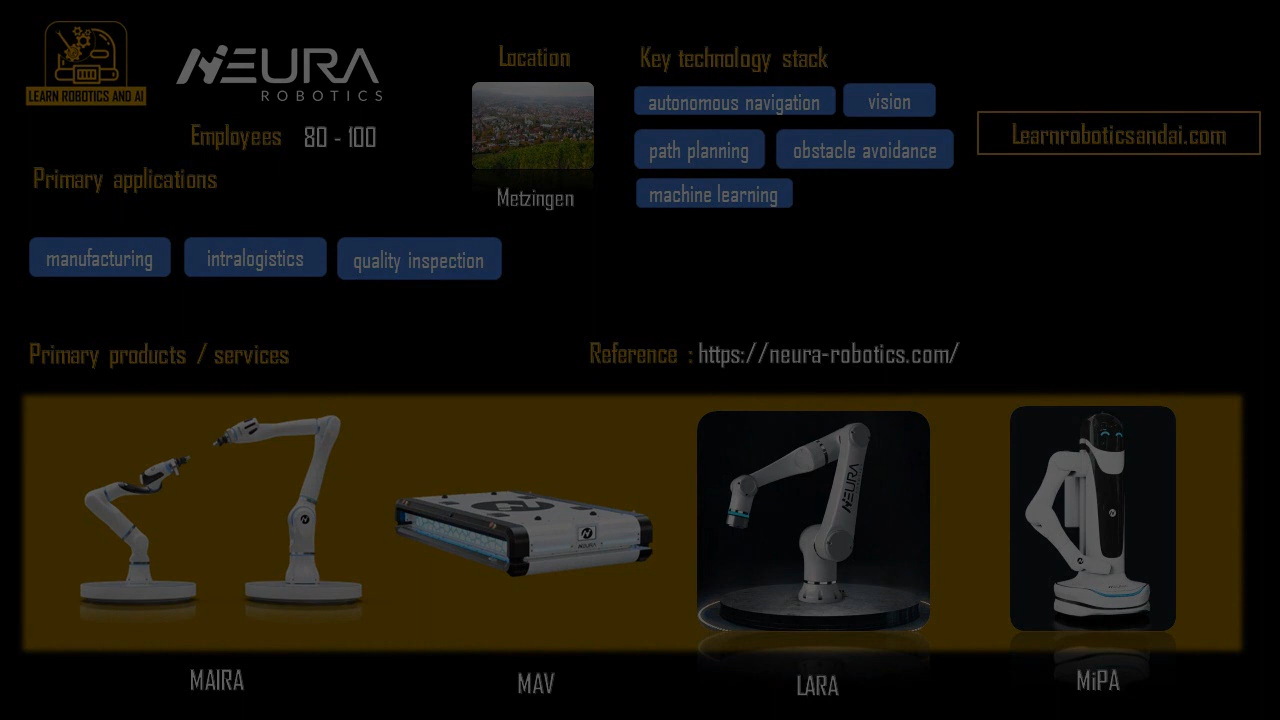 LEARN ROBOTICS AND AI
NEURA
ROBOTICS
Employees 80 - 100
Location
Metzingen
Key technology stack
autonomous navigation
vision
path planning
obstacle avoidance
machine learning
Learnroboticsandai.com
Primary applications
manufacturing
intralogistics
quality inspection
Primary products / services
Reference : https://neura-robotics.com/
NEURA
NEURA
MAIRA
MAV
LARA
MiPA